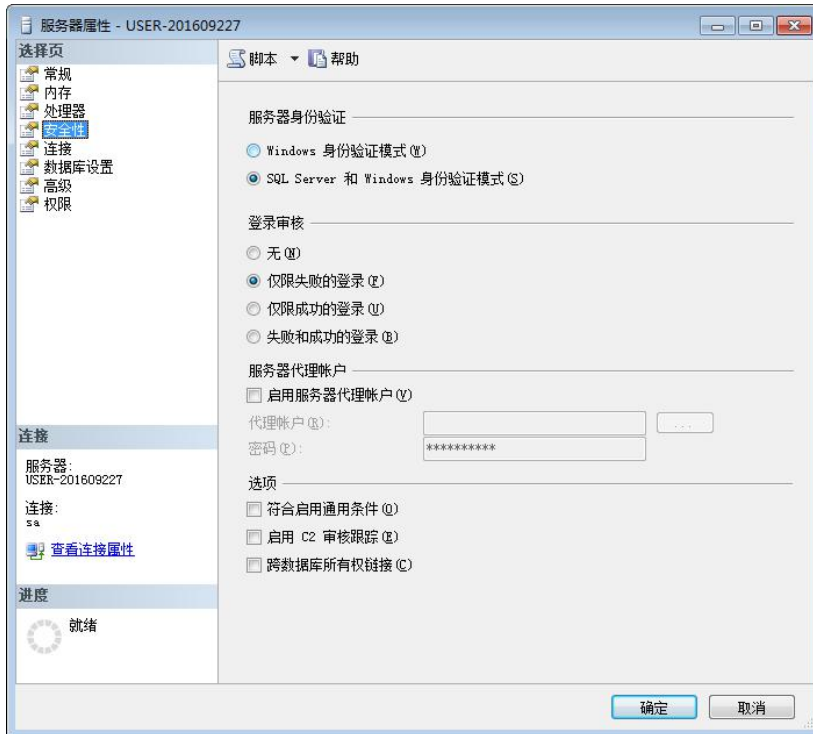 服务器属性 - USER-201609227
选择页
常规
内存
处理器
安全性
连接
数据库设置
高级
权限
脚本
帮助
服务器身份验证
Windows 身份验证模式(W)
SQL Server 和 Windows 身份验证模式(S)
登录审核
无(N)
仅限失败的登录(F)
仅限成功的登录(U)
失败和成功的登录(B)
服务器代理帐户
启用服务器代理帐户(V)
代理帐户(R):
...
密码(P):
**********
选项
符合启用通用条件(O)
启用 C2 审核跟踪(E)
跨数据库所有权链接(C)
连接
服务器:
USER-201609227
连接:
sa
查看连接属性
进度
就绪
确定
取消